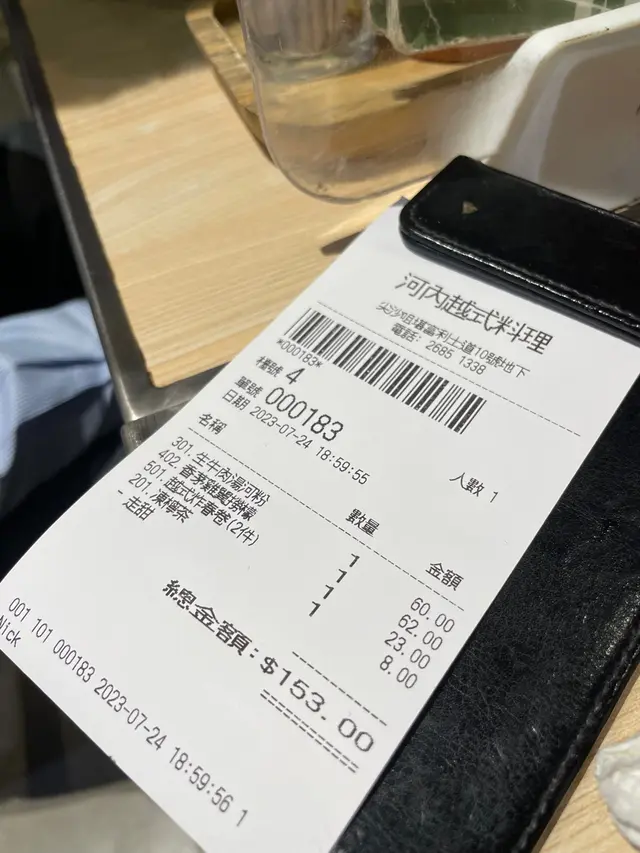 河內越式料理
尖沙咀堪富利士道10號地下
電話: 2685 1338
*000183*
檯號 4
單號 000183
日期 2023-07-24 18:59:55
人數 1
名稱 數量 金額
301. 生牛肉湯河粉 1 60.00
402. 香茅雞髀撈檬 1 62.00
501. 越式炸春卷(2件) 1 23.00
201. 凍檸茶 1 8.00
- 走甜
總金額:$153.00
001 101 000183 2023-07-24 18:59:56 1
Nick